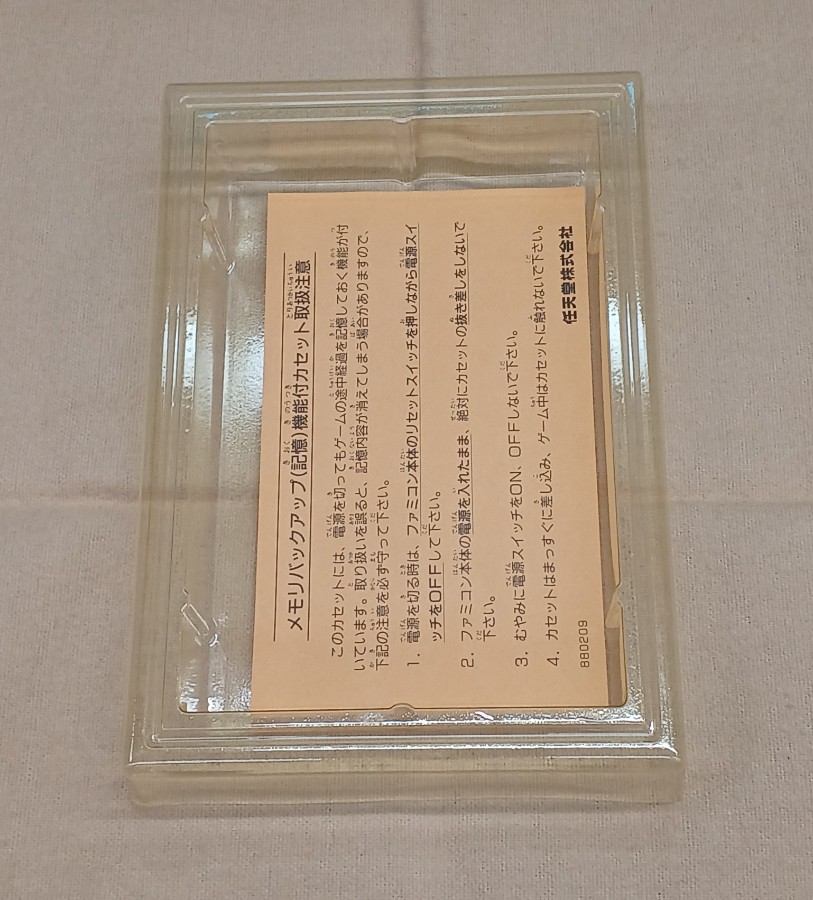 メモリバックアップ(記憶)機能付カセット取扱注意
このカセットには、電源を切ってもゲームの途中経過を記憶しておく機能が付
いています。取り扱いを誤ると、記憶内容が消えてしまう場合がありますので、
下記の注意を必ず守って下さい。
1. 電源を切る時は、ファミコン本体のリセットスイッチを押しながら電源スイ
ッチをOFFして下さい。
2. ファミコン本体の電源を入れたまま、絶対にカセットの抜き差しをしないで
下さい。
3. むやみに電源スイッチをON、OFFしないで下さい。
4. カセットはまっすぐに差し込み、ゲーム中はカセットに触れないで下さい。
880209
任天堂株式会社